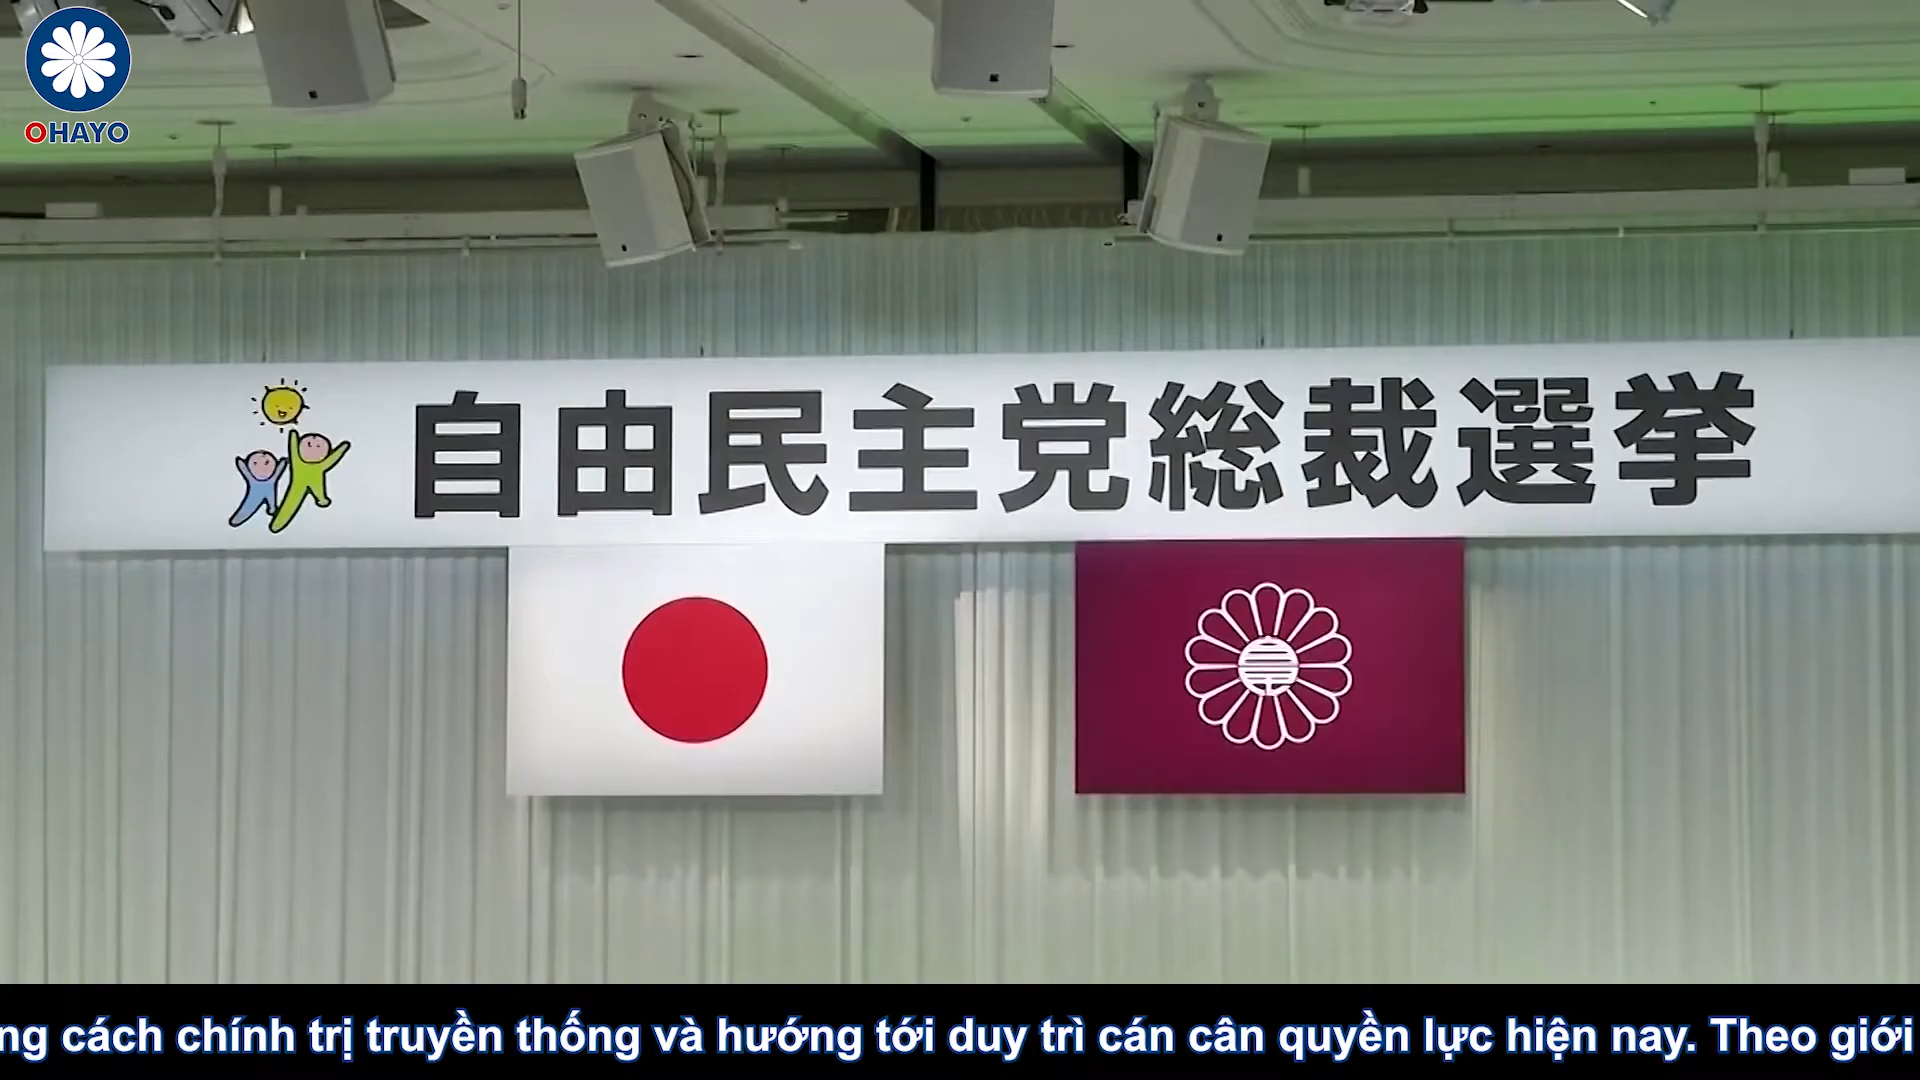 OHAYO
自由民主党総裁選挙
ng cách chính trị truyền thống và hướng tới duy trì cán cân quyền lực hiện nay. Theo giới